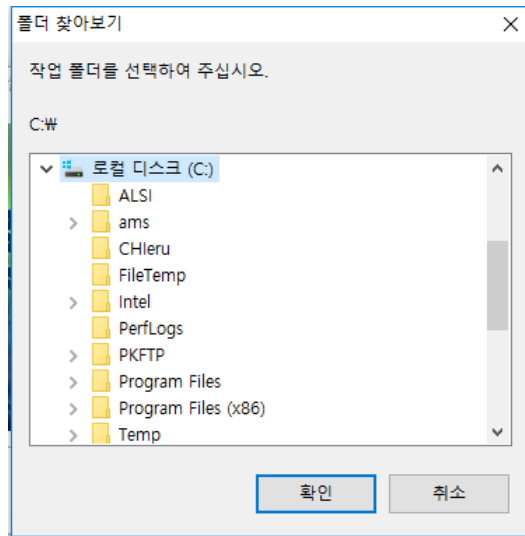 폴더 찾아보기
작업 폴더를 선택하여 주십시오.
C:₩
로컬 디스크 (C:)
ALSI
ams
CHIeru
FileTemp
Intel
PerfLogs
PKFTP
Program Files
Program Files (x86)
Temp
확인
취소